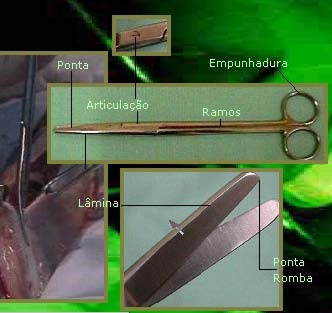 Ponta
Empunhadura
Articulação
Ramos
Lâmina
Ponta
Romba